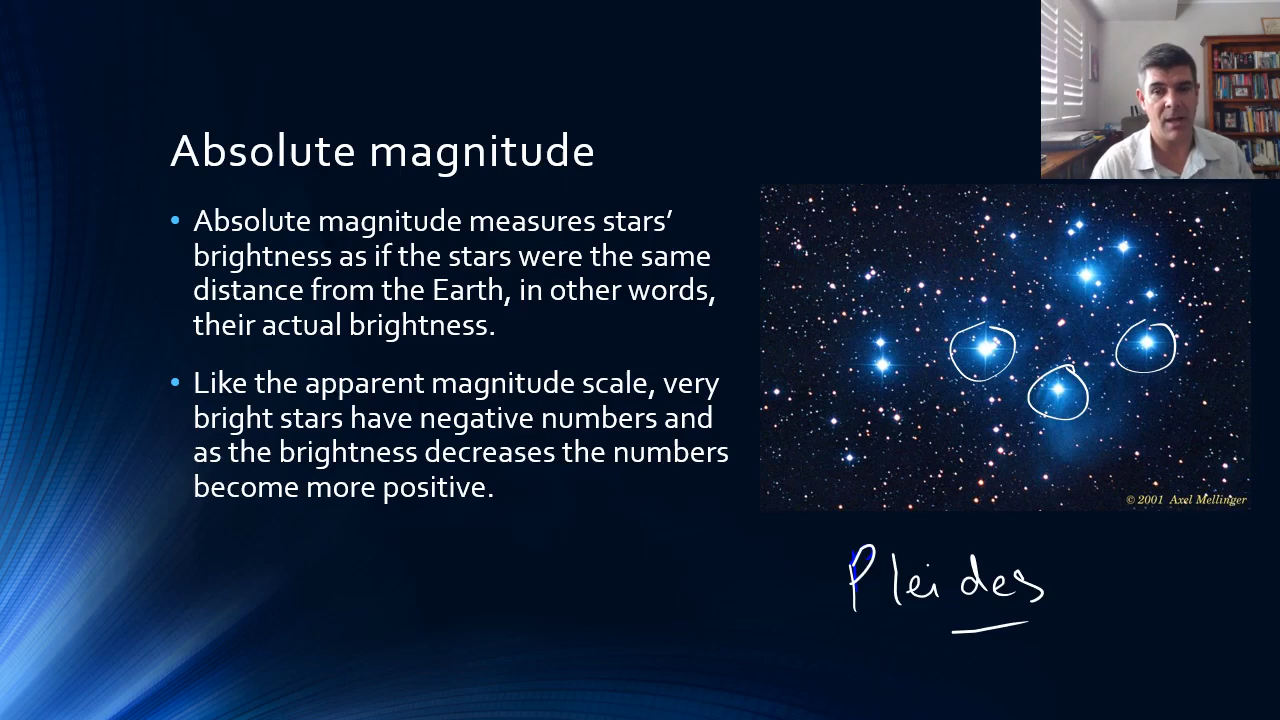 Absolute magnitude
• Absolute magnitude measures stars’
brightness as if the stars were the same
distance from the Earth, in other words,
their actual brightness.
• Like the apparent magnitude scale, very
bright stars have negative numbers and
as the brightness decreases the numbers
become more positive.
© 2001 Axel Mellinger
Pleides